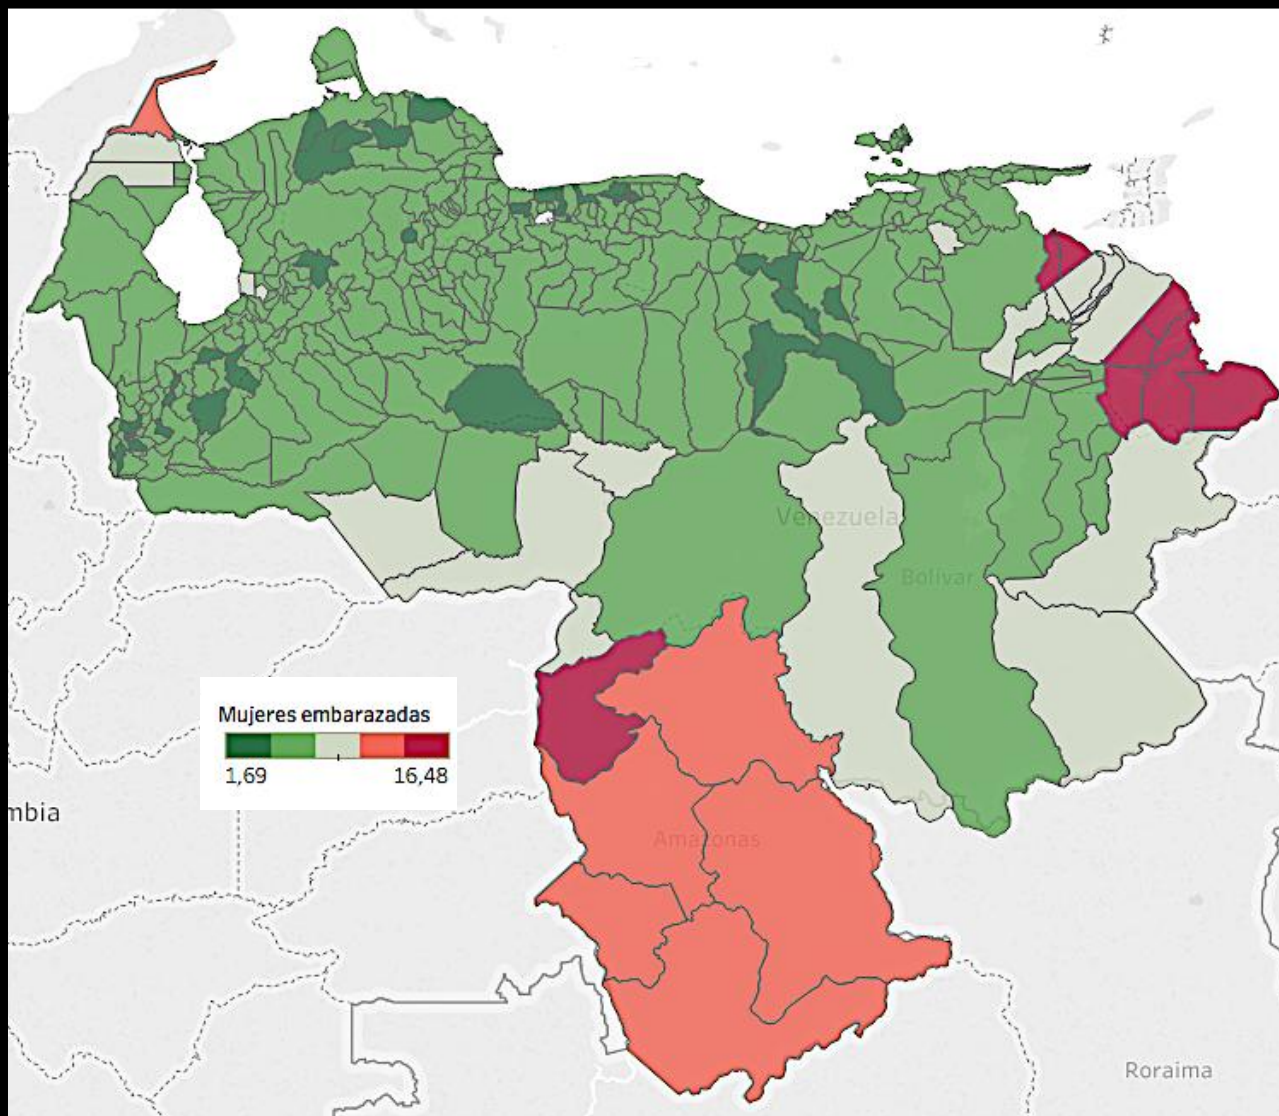 Venezuela
Bolívar
Mujeres embarazadas
1,69 16,48
mbia
Amazonas
Roraima